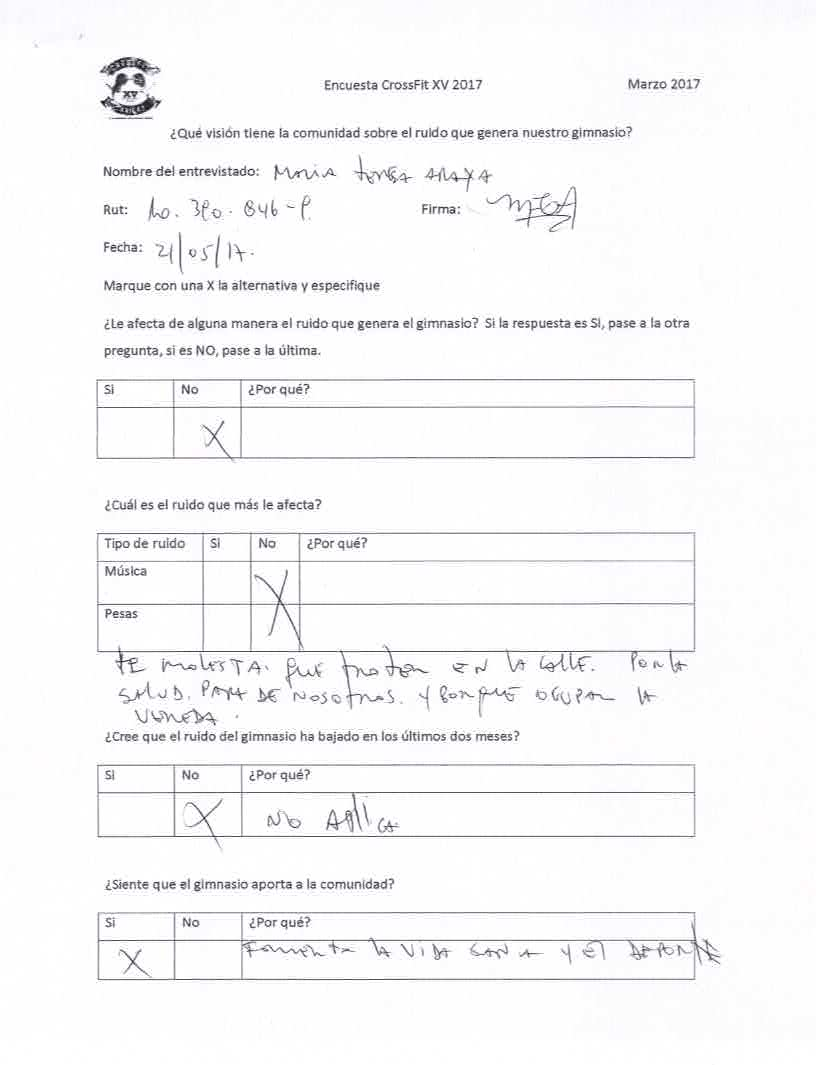 XV
Encuesta CrossFit XV 2017 Marzo 2017
¿Qué visión tiene la comunidad sobre el ruido que genera nuestro gimnasio?
Nombre del entrevistado: Maria ARAYA
Rut: Firma:
Fecha: 21/05/17.
Marque con una X la alternativa y especifique
¿Le afecta de alguna manera el ruido que genera el gimnasio? Si la respuesta es SI, pase a la otra
pregunta, si es NO, pase a la última.
Si No ¿Por qué?
X
¿Cuál es el ruido que más le afecta?
Tipo de ruido Si No ¿Por qué?
Música
X
Pesas
MOLESTA. QUE TROTEN EN LA CALLE. POR LA
SALUD. DE NOSOTROS. Y PORQUE OCUPAN LA
VEREDA.
¿Cree que el ruido del gimnasio ha bajado en los últimos dos meses?
Si No ¿Por qué?
X NO APLICA
¿Siente que el gimnasio aporta a la comunidad?
Si No ¿Por qué?
X Fomenta LA VIDA SANA Y El DEPORTE